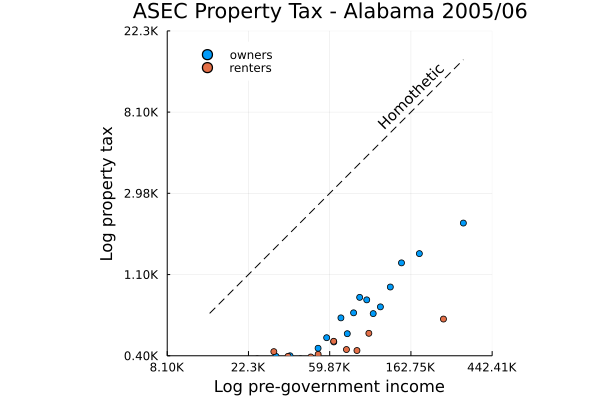 ASEC Property Tax - Alabama 2005/06
22.3K
owners
renters
Homothetic
8.10K
2.98K
1.10K
0.40K
8.10K
22.3K
59.87K
162.75K
442.41K
Log property tax
Log pre-government income